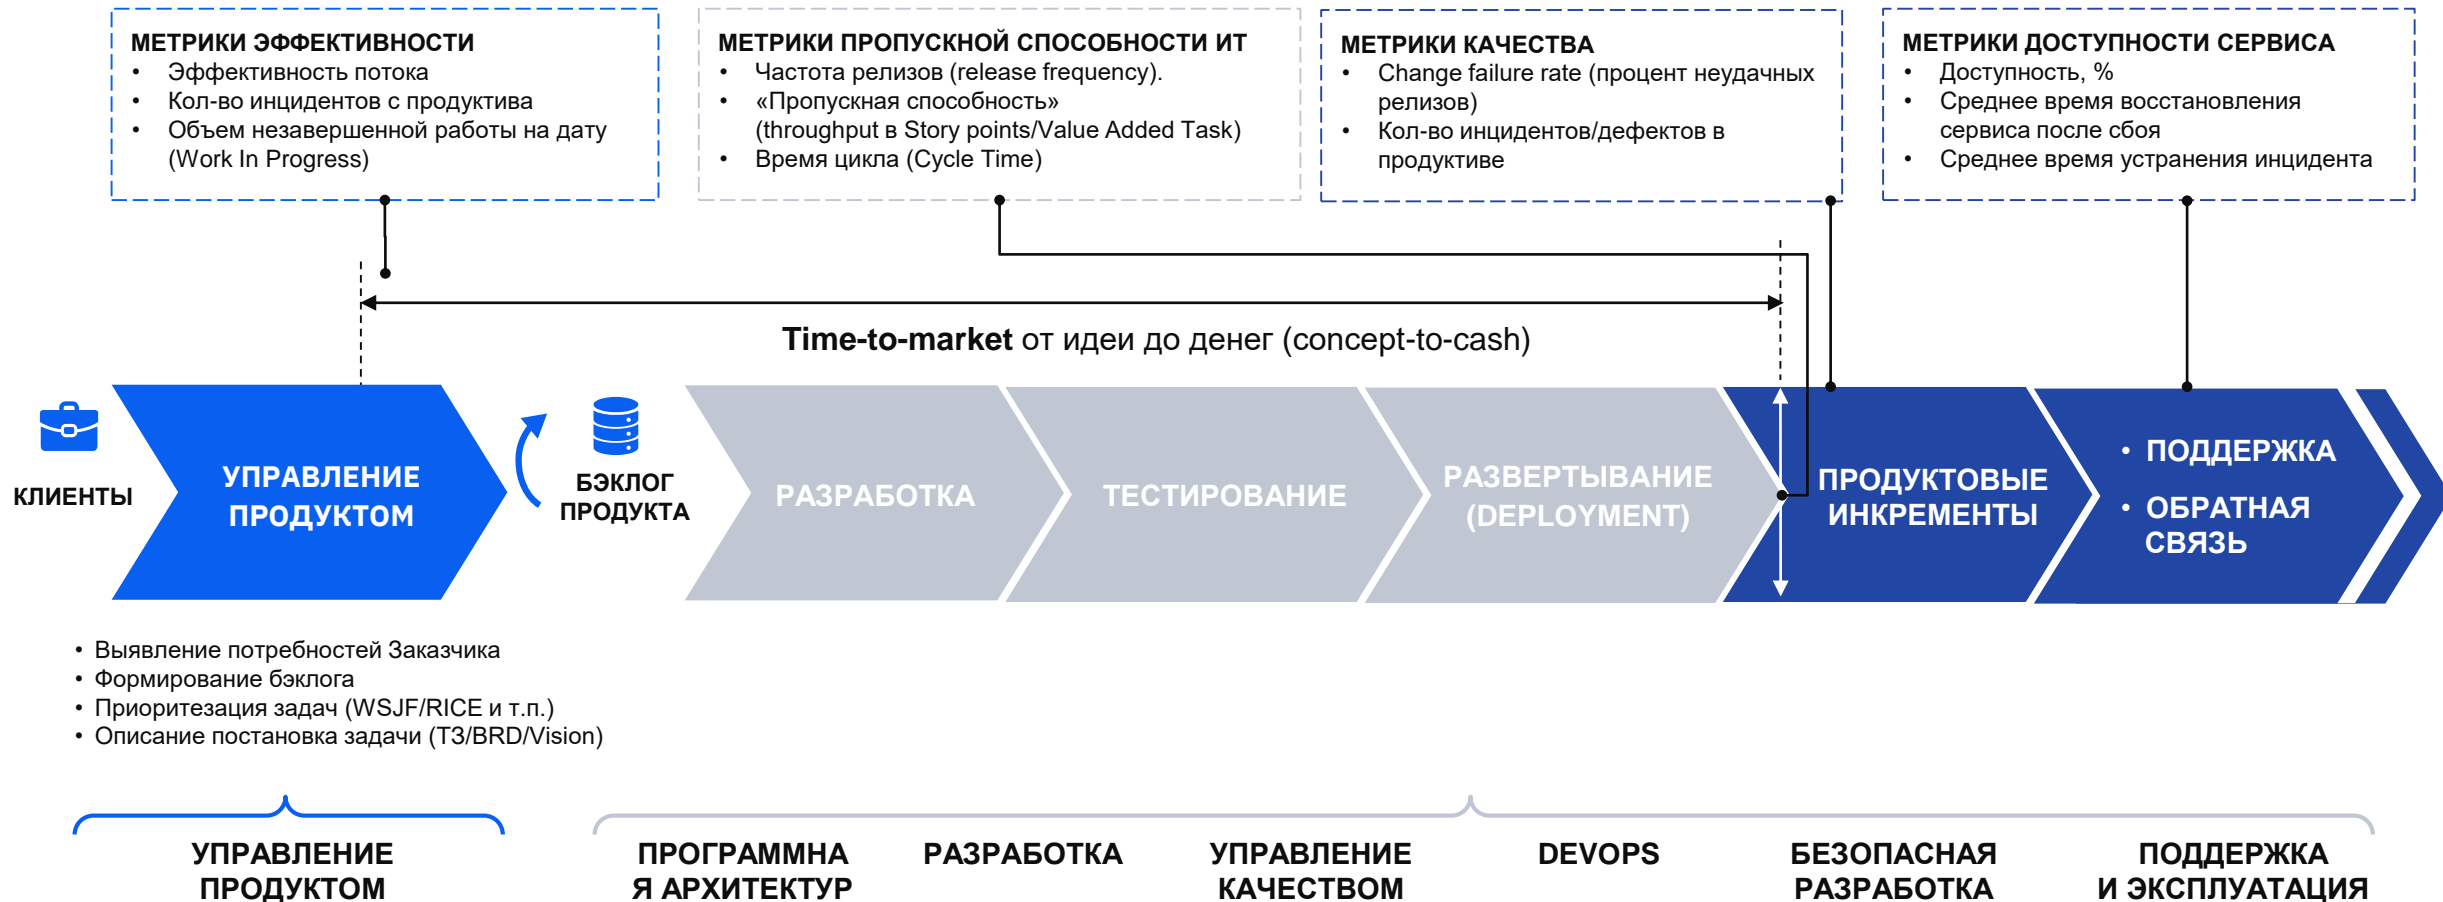 МЕТРИКИ ЭФФЕКТИВНОСТИ
• Эффективность потока
• Кол-во инцидентов с продуктива
• Объем незавершенной работы на дату
(Work In Progress)
МЕТРИКИ ПРОПУСКНОЙ СПОСОБНОСТИ ИТ
• Частота релизов (release frequency).
• «Пропускная способность»
(throughput в Story points/Value Added Task)
• Время цикла (Cycle Time)
МЕТРИКИ КАЧЕСТВА
• Change failure rate (процент неудачных
релизов)
• Кол-во инцидентов/дефектов в
продуктиве
МЕТРИКИ ДОСТУПНОСТИ СЕРВИСА
• Доступность, %
• Среднее время восстановления
сервиса после сбоя
• Среднее время устранения инцидента
Time-to-market от идеи до денег (concept-to-cash)
КЛИЕНТЫ
УПРАВЛЕНИЕ
ПРОДУКТОМ
БЭКЛОГ
ПРОДУКТА
РАЗРАБОТКА
ТЕСТИРОВАНИЕ
РАЗВЕРТЫВАНИЕ
(DEPLOYMENT)
ПРОДУКТОВЫЕ
ИНКРЕМЕНТЫ
• ПОДДЕРЖКА
• ОБРАТНАЯ
СВЯЗЬ
• Выявление потребностей Заказчика
• Формирование бэклога
• Приоритезация задач (WSJF/RICE и т.п.)
• Описание постановка задачи (ТЗ/BRD/Vision)
УПРАВЛЕНИЕ
ПРОДУКТОМ
ПРОГРАММНА
Я АРХИТЕКТУР
РАЗРАБОТКА
УПРАВЛЕНИЕ
КАЧЕСТВОМ
DEVOPS
БЕЗОПАСНАЯ
РАЗРАБОТКА
ПОДДЕРЖКА
И ЭКСПЛУАТАЦИЯ